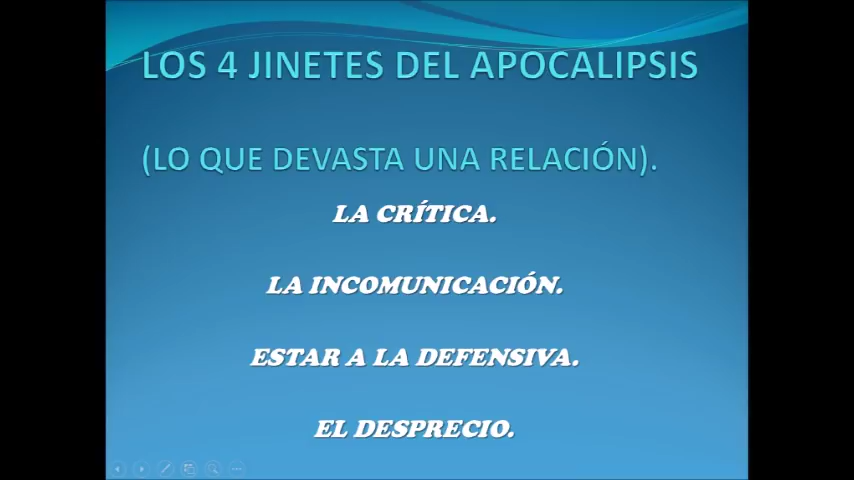 LOS 4 JINETES DEL APOCALIPSIS
(LO QUE DEVASTA UNA RELACIÓN).
LA CRÍTICA.
LA INCOMUNICACIÓN.
ESTAR A LA DEFENSIVA.
EL DESPRECIO.